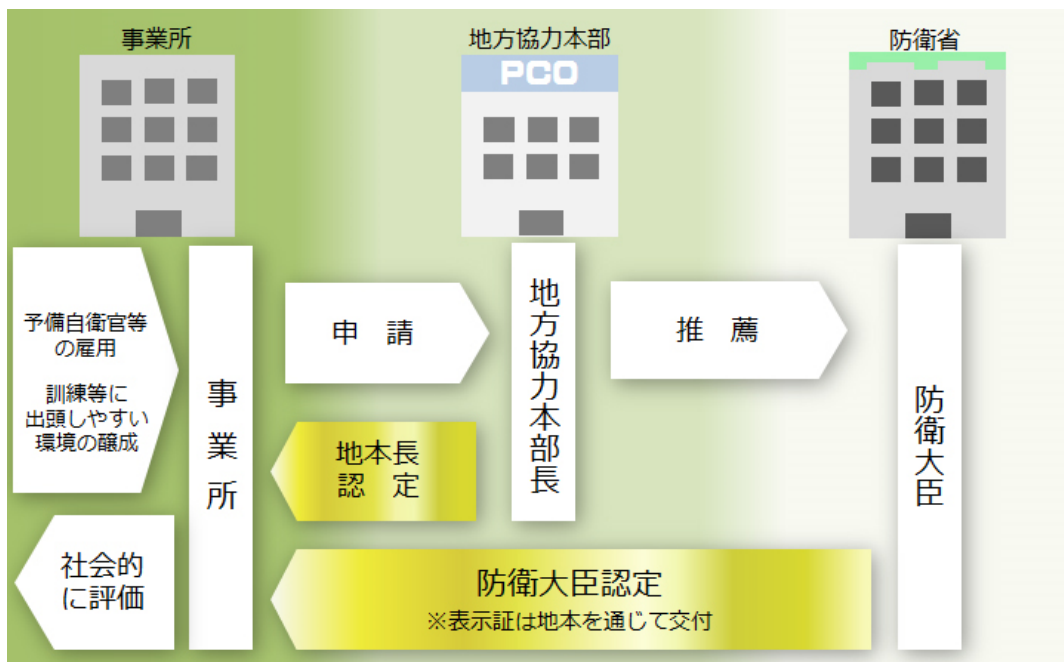 事業所
地方協力本部
防衛省
PCO
予備自衛官等
の雇用
訓練等に
出頭しやすい
環境の醸成
事業所
申　請
地方協力本部長
推　薦
防衛大臣
地本長
認　定
社会的
に評価
防衛大臣認定
※表示証は地本を通じて交付